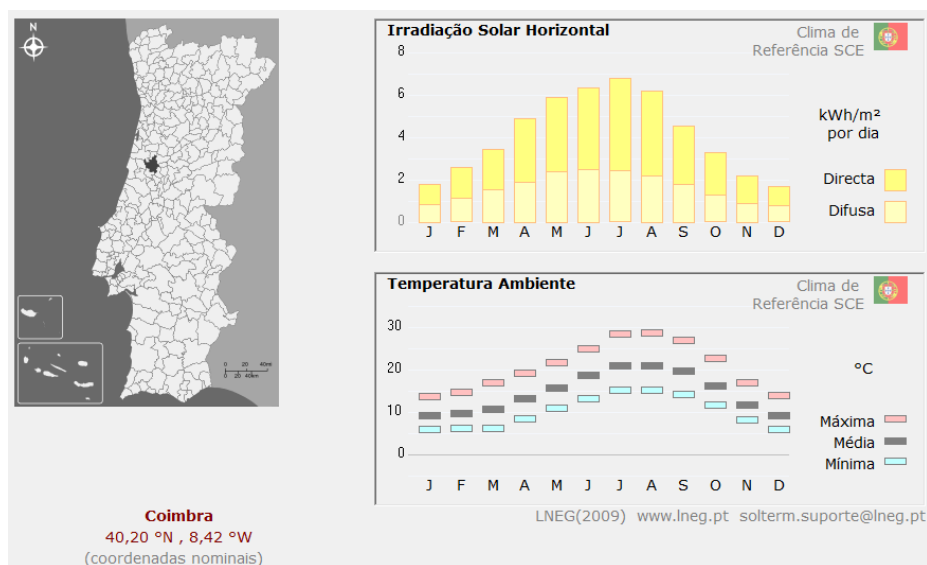 N
0 20 40mi
0 20 40km
Coimbra
40,20 °N , 8,42 °W
(coordenadas nominais)
Irradiação Solar Horizontal
Clima de
Referência SCE
8
6
4
2
0
kWh/m²
por dia
Directa
Difusa
J F M A M J J A S O N D
Temperatura Ambiente
Clima de
Referência SCE
30
20
10
0
°C
Máxima
Média
Mínima
J F M A M J J A S O N D
LNEG(2009) www.lneg.pt solterm.suporte@lneg.pt